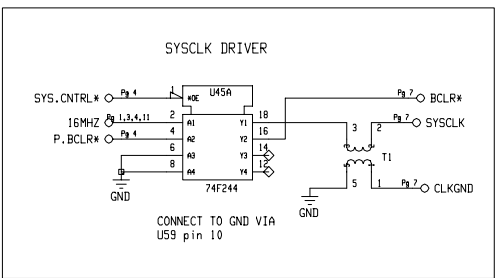 SYSCLK DRIVER
U45A
SYS.CNTRL* Pg 4 1 *OE
16MHZ Pg 1,3,4,11 2 A1 Y1 18
P.BCLR* Pg 4 4 A2 Y2 16
6 A3 Y3 14
8 A4 Y4 12
74F244
GND
Pg 7 BCLR*
3 2 Pg 7 SYSCLK
T1
5 1 Pg 7 CLKGND
GND
CONNECT TO GND VIA
U59 pin 10